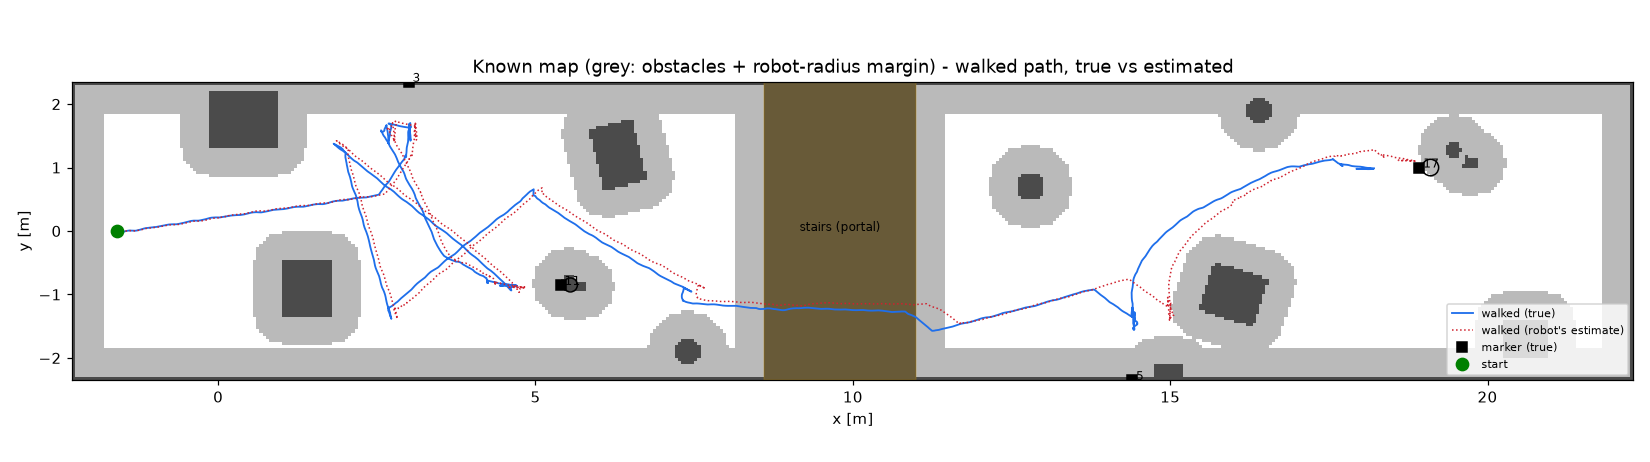 Known map (grey: obstacles + robot-radius margin) - walked path, true vs estimated
3
2
1
0
−1
−2
y [m]
stairs (portal)
17
5
walked (true)
walked (robot's estimate)
marker (true)
start
0
5
10
15
20
x [m]